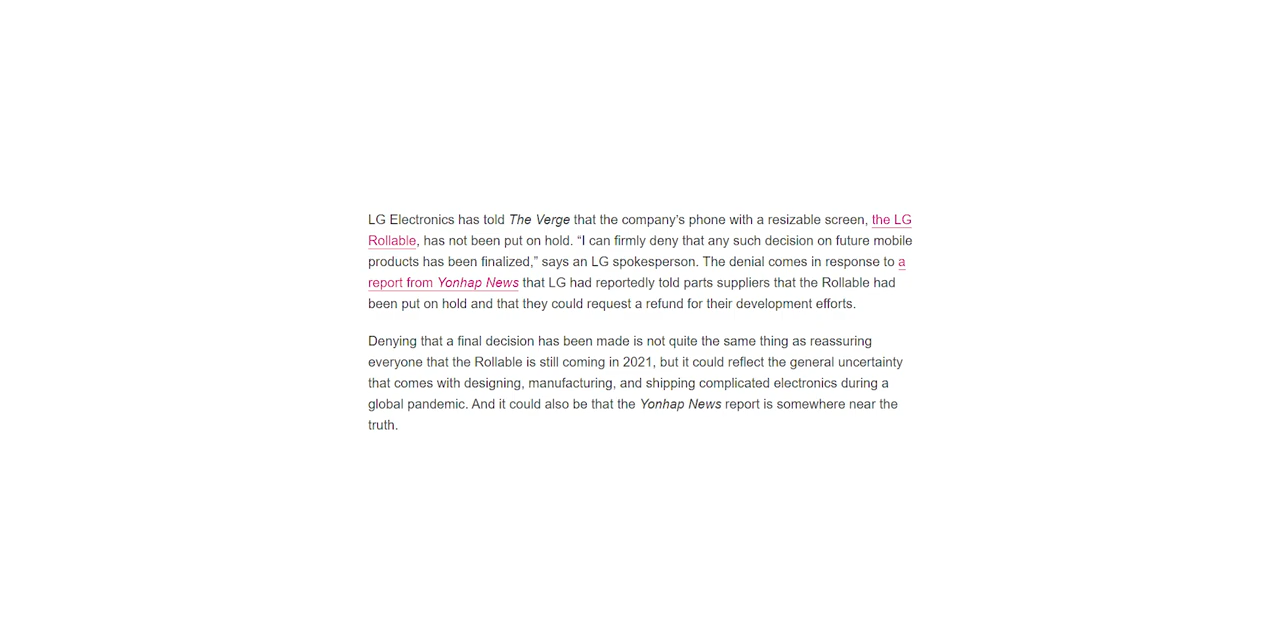 LG Electronics has told The Verge that the company’s phone with a resizable screen, the LG
Rollable, has not been put on hold. “I can firmly deny that any such decision on future mobile
products has been finalized,” says an LG spokesperson. The denial comes in response to a
report from Yonhap News that LG had reportedly told parts suppliers that the Rollable had
been put on hold and that they could request a refund for their development efforts.
Denying that a final decision has been made is not quite the same thing as reassuring
everyone that the Rollable is still coming in 2021, but it could reflect the general uncertainty
that comes with designing, manufacturing, and shipping complicated electronics during a
global pandemic. And it could also be that the Yonhap News report is somewhere near the
truth.